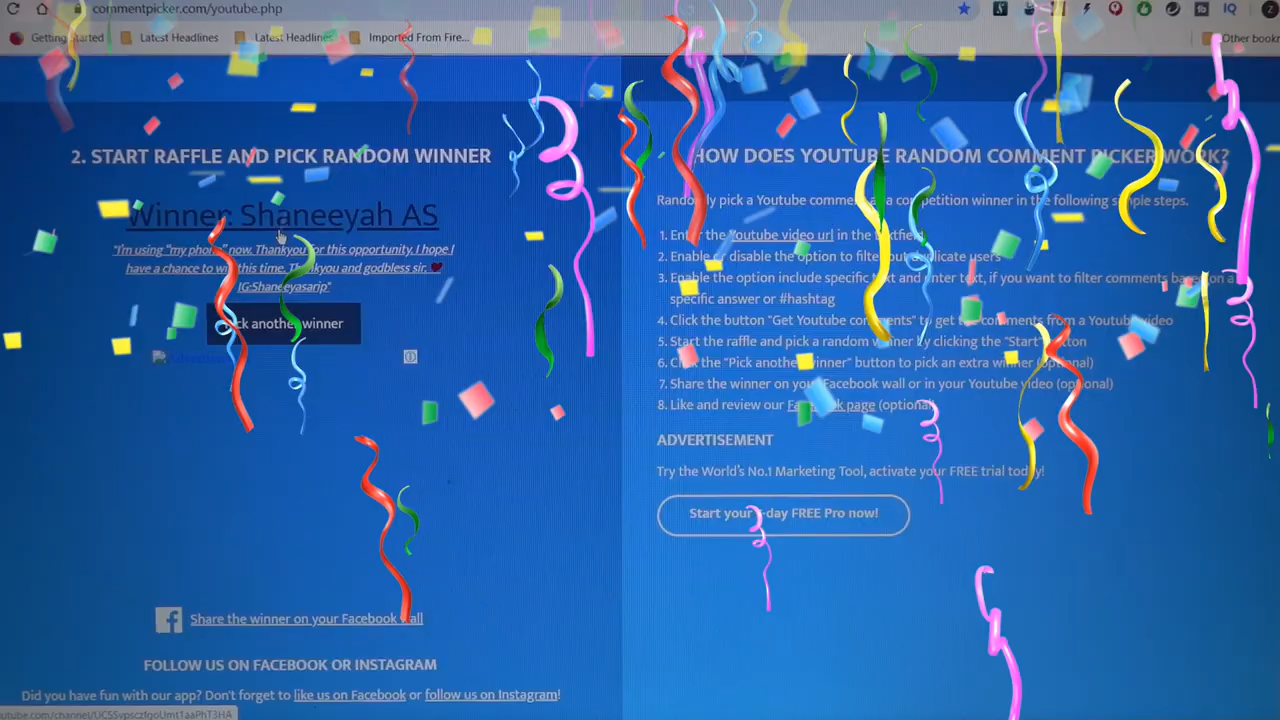 commentpicker.com/youtube.php
Getting Started
Latest Headlines
Latest Headlines
Imported From Fire...
Other bookm
IQ
2. START RAFFLE AND PICK RANDOM WINNER
Winner: Shaneeyah AS
"I'm using "my phone" now. Thankyou for this opportunity. I hope I
have a chance to win this time. Thankyou and godbless sir. ♥
IG:Shaneeyasarip"
Pick another winner
Share the winner on your Facebook wall
FOLLOW US ON FACEBOOK OR INSTAGRAM
Did you have fun with our app? Don't forget to like us on Facebook or follow us on Instagram!
HOW DOES YOUTUBE RANDOM COMMENT PICKER WORK?
Randomly pick a Youtube comment as a competition winner in the following simple steps.
1. Enter the Youtube video url in the textfield
2. Enable or disable the option to filter out duplicate users
3. Enable the option include specific text and enter text, if you want to filter comments based on a
specific answer or #hashtag
4. Click the button "Get Youtube comments" to get the comments from a Youtube video
5. Start the raffle and pick a random winner by clicking the "Start" button
6. Click the "Pick another winner" button to pick an extra winner (optional)
7. Share the winner on your Facebook wall or in your Youtube video (optional)
8. Like and review our Facebook page (optional)
ADVERTISEMENT
Try the World's No.1 Marketing Tool, activate your FREE trial today!
Start your -day FREE Pro now!